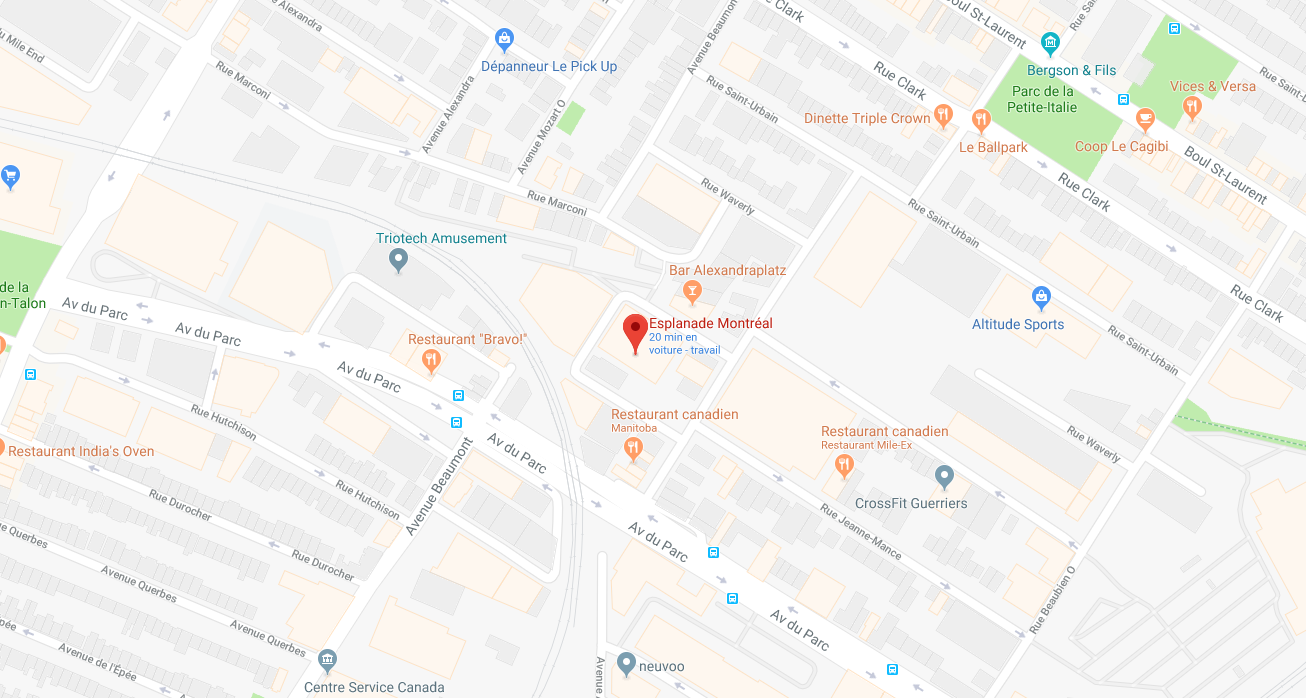 Rue Clark
Boul St-Laurent
Rue S
du Mile End
Dépanneur Le Pick Up
Avenue Beaumont
Rue Marconi
Avenue Alexandra
Avenue Mozart O
Rue Saint-Urbain
Rue Clark
Bergson & Fils
Parc de la
Petite-Italie
Vices & Versa
Rue Saint-Urbain
Dinette Triple Crown
Le Ballpark
Coop Le Cagibi
Boul St-Laurent
Rue Clark
Rue Marconi
Rue Waverly
Rue Saint-Urbain
Triotech Amusement
Bar Alexandraplatz
de la
n-Talon
Av du Parc
Av du Parc
Esplanade Montréal
20 min en
voiture - travail
Altitude Sports
Rue Clark
Rue Saint-Urbain
Restaurant "Bravo!"
Av du Parc
Rue Hutchison
Restaurant canadien
Manitoba
Restaurant canadien
Restaurant Mile-Ex
Rue Waverly
Restaurant India's Oven
Av du Parc
Avenue Beaumont
Rue Hutchison
Rue Durocher
CrossFit Guerriers
Rue Jeanne-Mance
Av du Parc
ue Querbes
Rue Durocher
Avenue Querbes
Rue Beaubien O
Av du Parc
Avenue Querbes
épée
Avenue de l'Épée
Centre Service Canada
neuvoo
Avenue